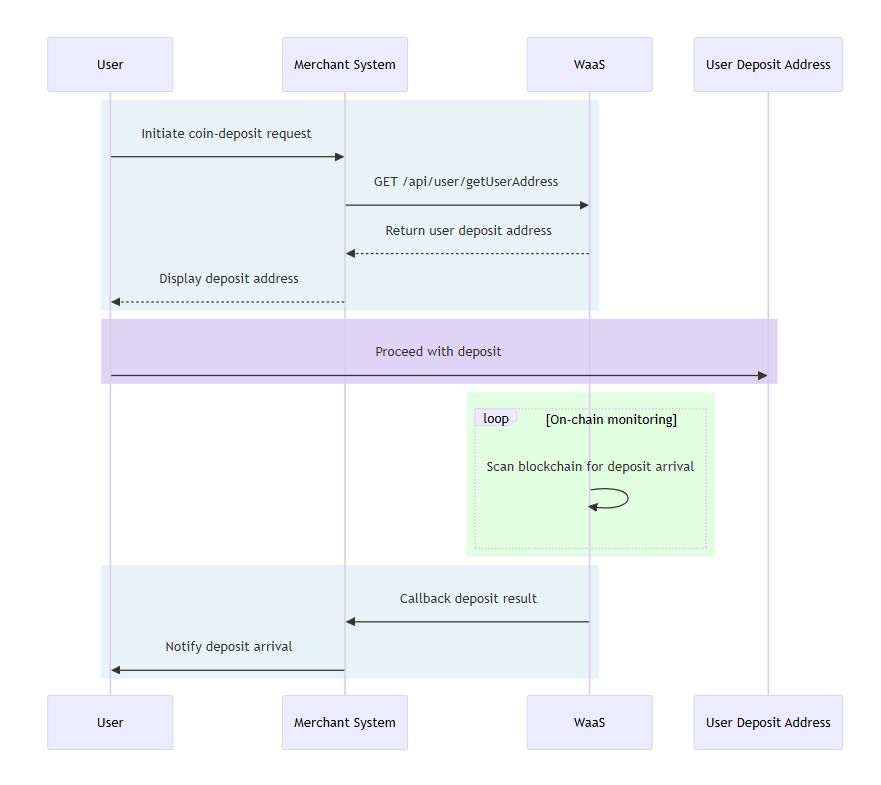 User
Merchant System
WaaS
User Deposit Address
Initiate coin-deposit request
GET /api/user/getUserAddress
Return user deposit address
Display deposit address
Proceed with deposit
loop
[On-chain monitoring]
Scan blockchain for deposit arrival
Callback deposit result
Notify deposit arrival
User
Merchant System
WaaS
User Deposit Address